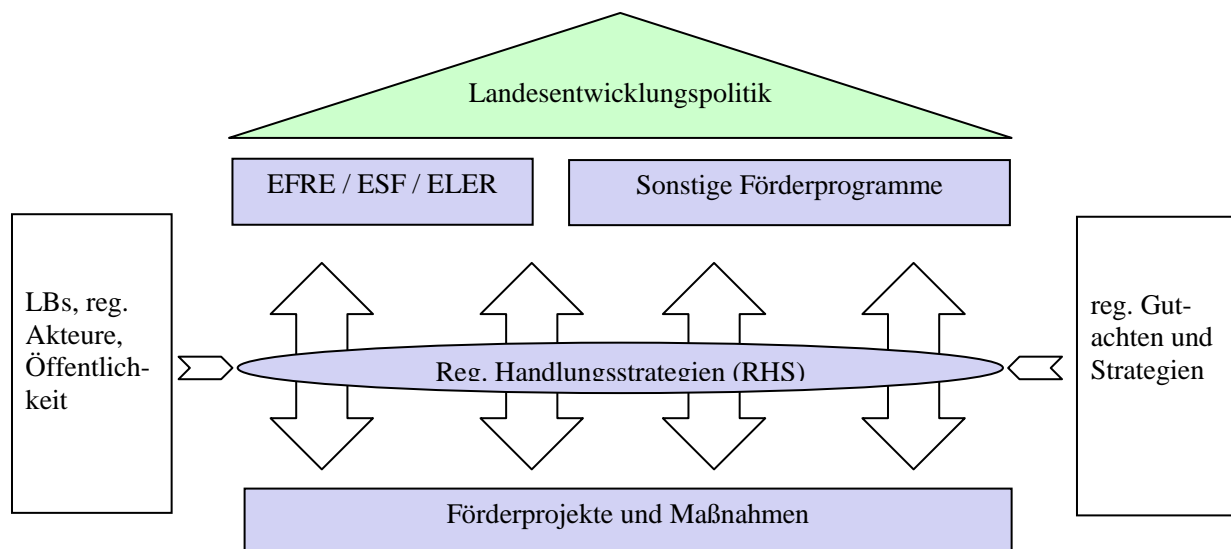 Landesentwicklungspolitik
EFRE / ESF / ELER
Sonstige Förderprogramme
LBs, reg.
Akteure,
Öffentlich-
keit
Reg. Handlungsstrategien (RHS)
reg. Gut-
achten und
Strategien
Förderprojekte und Maßnahmen